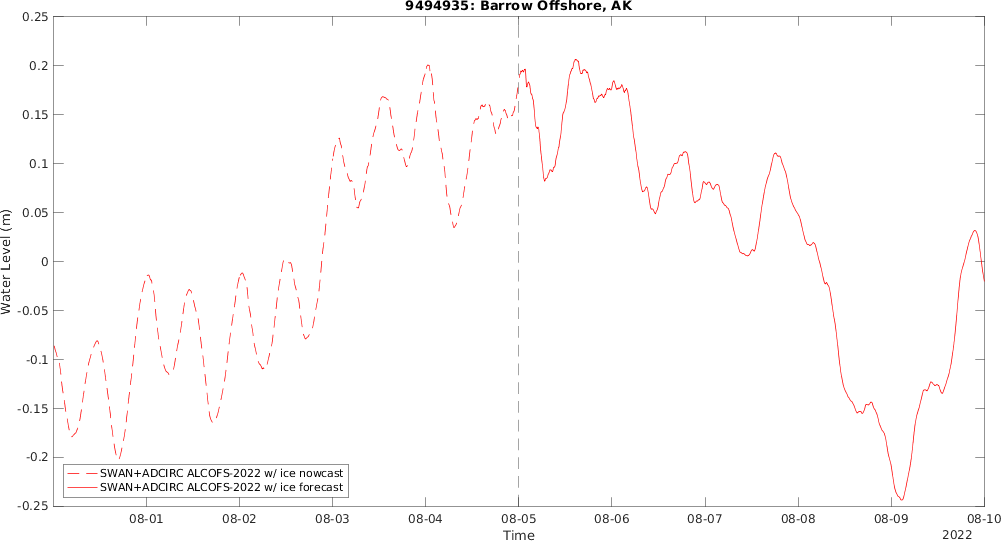 9494935: Barrow Offshore, AK
Water Level (m)
0.25
0.2
0.15
0.1
0.05
0
-0.05
-0.1
-0.15
-0.2
-0.25
SWAN+ADCIRC ALCOFS-2022 w/ ice nowcast
SWAN+ADCIRC ALCOFS-2022 w/ ice forecast
08-01 08-02 08-03 08-04 08-05 08-06 08-07 08-08 08-09 08-10
Time
2022